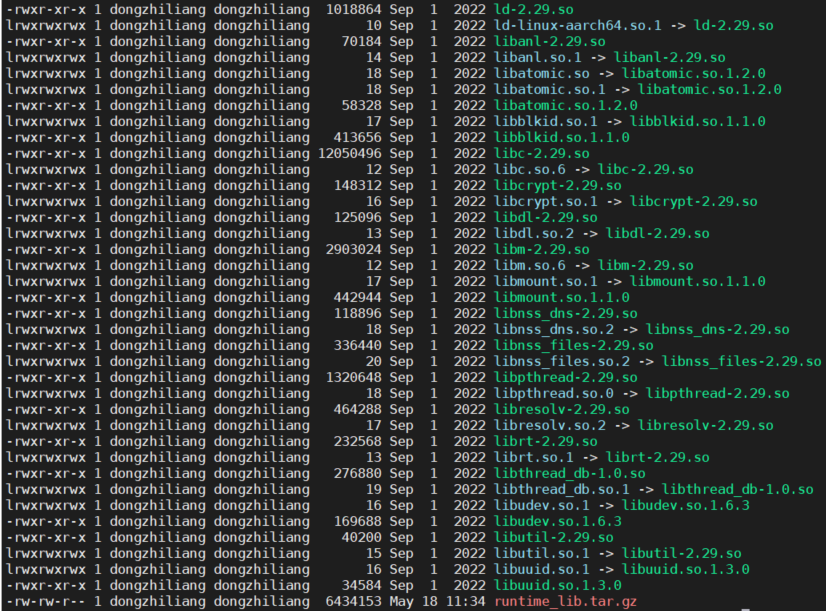 -rwxr-xr-x 1 dongzhiliang dongzhiliang  1018864 Sep  1  2022 ld-2.29.so
lrwxrwxrwx 1 dongzhiliang dongzhiliang       10 Sep  1  2022 ld-linux-aarch64.so.1 -> ld-2.29.so
-rwxr-xr-x 1 dongzhiliang dongzhiliang    70184 Sep  1  2022 libanl-2.29.so
lrwxrwxrwx 1 dongzhiliang dongzhiliang       14 Sep  1  2022 libanl.so.1 -> libanl-2.29.so
lrwxrwxrwx 1 dongzhiliang dongzhiliang       18 Sep  1  2022 libatomic.so -> libatomic.so.1.2.0
lrwxrwxrwx 1 dongzhiliang dongzhiliang       18 Sep  1  2022 libatomic.so.1 -> libatomic.so.1.2.0
-rwxr-xr-x 1 dongzhiliang dongzhiliang    58328 Sep  1  2022 libatomic.so.1.2.0
lrwxrwxrwx 1 dongzhiliang dongzhiliang       17 Sep  1  2022 libblkid.so.1 -> libblkid.so.1.1.0
-rwxr-xr-x 1 dongzhiliang dongzhiliang   413656 Sep  1  2022 libblkid.so.1.1.0
-rwxr-xr-x 1 dongzhiliang dongzhiliang 12050496 Sep  1  2022 libc-2.29.so
lrwxrwxrwx 1 dongzhiliang dongzhiliang       12 Sep  1  2022 libc.so.6 -> libc-2.29.so
-rwxr-xr-x 1 dongzhiliang dongzhiliang   148312 Sep  1  2022 libcrypt-2.29.so
lrwxrwxrwx 1 dongzhiliang dongzhiliang       16 Sep  1  2022 libcrypt.so.1 -> libcrypt-2.29.so
-rwxr-xr-x 1 dongzhiliang dongzhiliang   125096 Sep  1  2022 libdl-2.29.so
lrwxrwxrwx 1 dongzhiliang dongzhiliang       13 Sep  1  2022 libdl.so.2 -> libdl-2.29.so
-rwxr-xr-x 1 dongzhiliang dongzhiliang  2903024 Sep  1  2022 libm-2.29.so
lrwxrwxrwx 1 dongzhiliang dongzhiliang       12 Sep  1  2022 libm.so.6 -> libm-2.29.so
lrwxrwxrwx 1 dongzhiliang dongzhiliang       17 Sep  1  2022 libmount.so.1 -> libmount.so.1.1.0
-rwxr-xr-x 1 dongzhiliang dongzhiliang   442944 Sep  1  2022 libmount.so.1.1.0
-rwxr-xr-x 1 dongzhiliang dongzhiliang   118896 Sep  1  2022 libnss_dns-2.29.so
lrwxrwxrwx 1 dongzhiliang dongzhiliang       18 Sep  1  2022 libnss_dns.so.2 -> libnss_dns-2.29.so
-rwxr-xr-x 1 dongzhiliang dongzhiliang   336440 Sep  1  2022 libnss_files-2.29.so
lrwxrwxrwx 1 dongzhiliang dongzhiliang       20 Sep  1  2022 libnss_files.so.2 -> libnss_files-2.29.so
-rwxr-xr-x 1 dongzhiliang dongzhiliang  1320648 Sep  1  2022 libpthread-2.29.so
lrwxrwxrwx 1 dongzhiliang dongzhiliang       18 Sep  1  2022 libpthread.so.0 -> libpthread-2.29.so
-rwxr-xr-x 1 dongzhiliang dongzhiliang   464288 Sep  1  2022 libresolv-2.29.so
lrwxrwxrwx 1 dongzhiliang dongzhiliang       17 Sep  1  2022 libresolv.so.2 -> libresolv-2.29.so
-rwxr-xr-x 1 dongzhiliang dongzhiliang   232568 Sep  1  2022 librt-2.29.so
lrwxrwxrwx 1 dongzhiliang dongzhiliang       13 Sep  1  2022 librt.so.1 -> librt-2.29.so
-rwxr-xr-x 1 dongzhiliang dongzhiliang   276880 Sep  1  2022 libthread_db-1.0.so
lrwxrwxrwx 1 dongzhiliang dongzhiliang       19 Sep  1  2022 libthread_db.so.1 -> libthread_db-1.0.so
lrwxrwxrwx 1 dongzhiliang dongzhiliang       16 Sep  1  2022 libudev.so.1 -> libudev.so.1.6.3
-rwxr-xr-x 1 dongzhiliang dongzhiliang   169688 Sep  1  2022 libudev.so.1.6.3
-rwxr-xr-x 1 dongzhiliang dongzhiliang    40200 Sep  1  2022 libutil-2.29.so
lrwxrwxrwx 1 dongzhiliang dongzhiliang       15 Sep  1  2022 libutil.so.1 -> libutil-2.29.so
lrwxrwxrwx 1 dongzhiliang dongzhiliang       16 Sep  1  2022 libuuid.so.1 -> libuuid.so.1.3.0
-rwxr-xr-x 1 dongzhiliang dongzhiliang    34584 Sep  1  2022 libuuid.so.1.3.0
-rw-rw-r-- 1 dongzhiliang dongzhiliang  6434153 May 18 11:34 runtime_lib.tar.gz